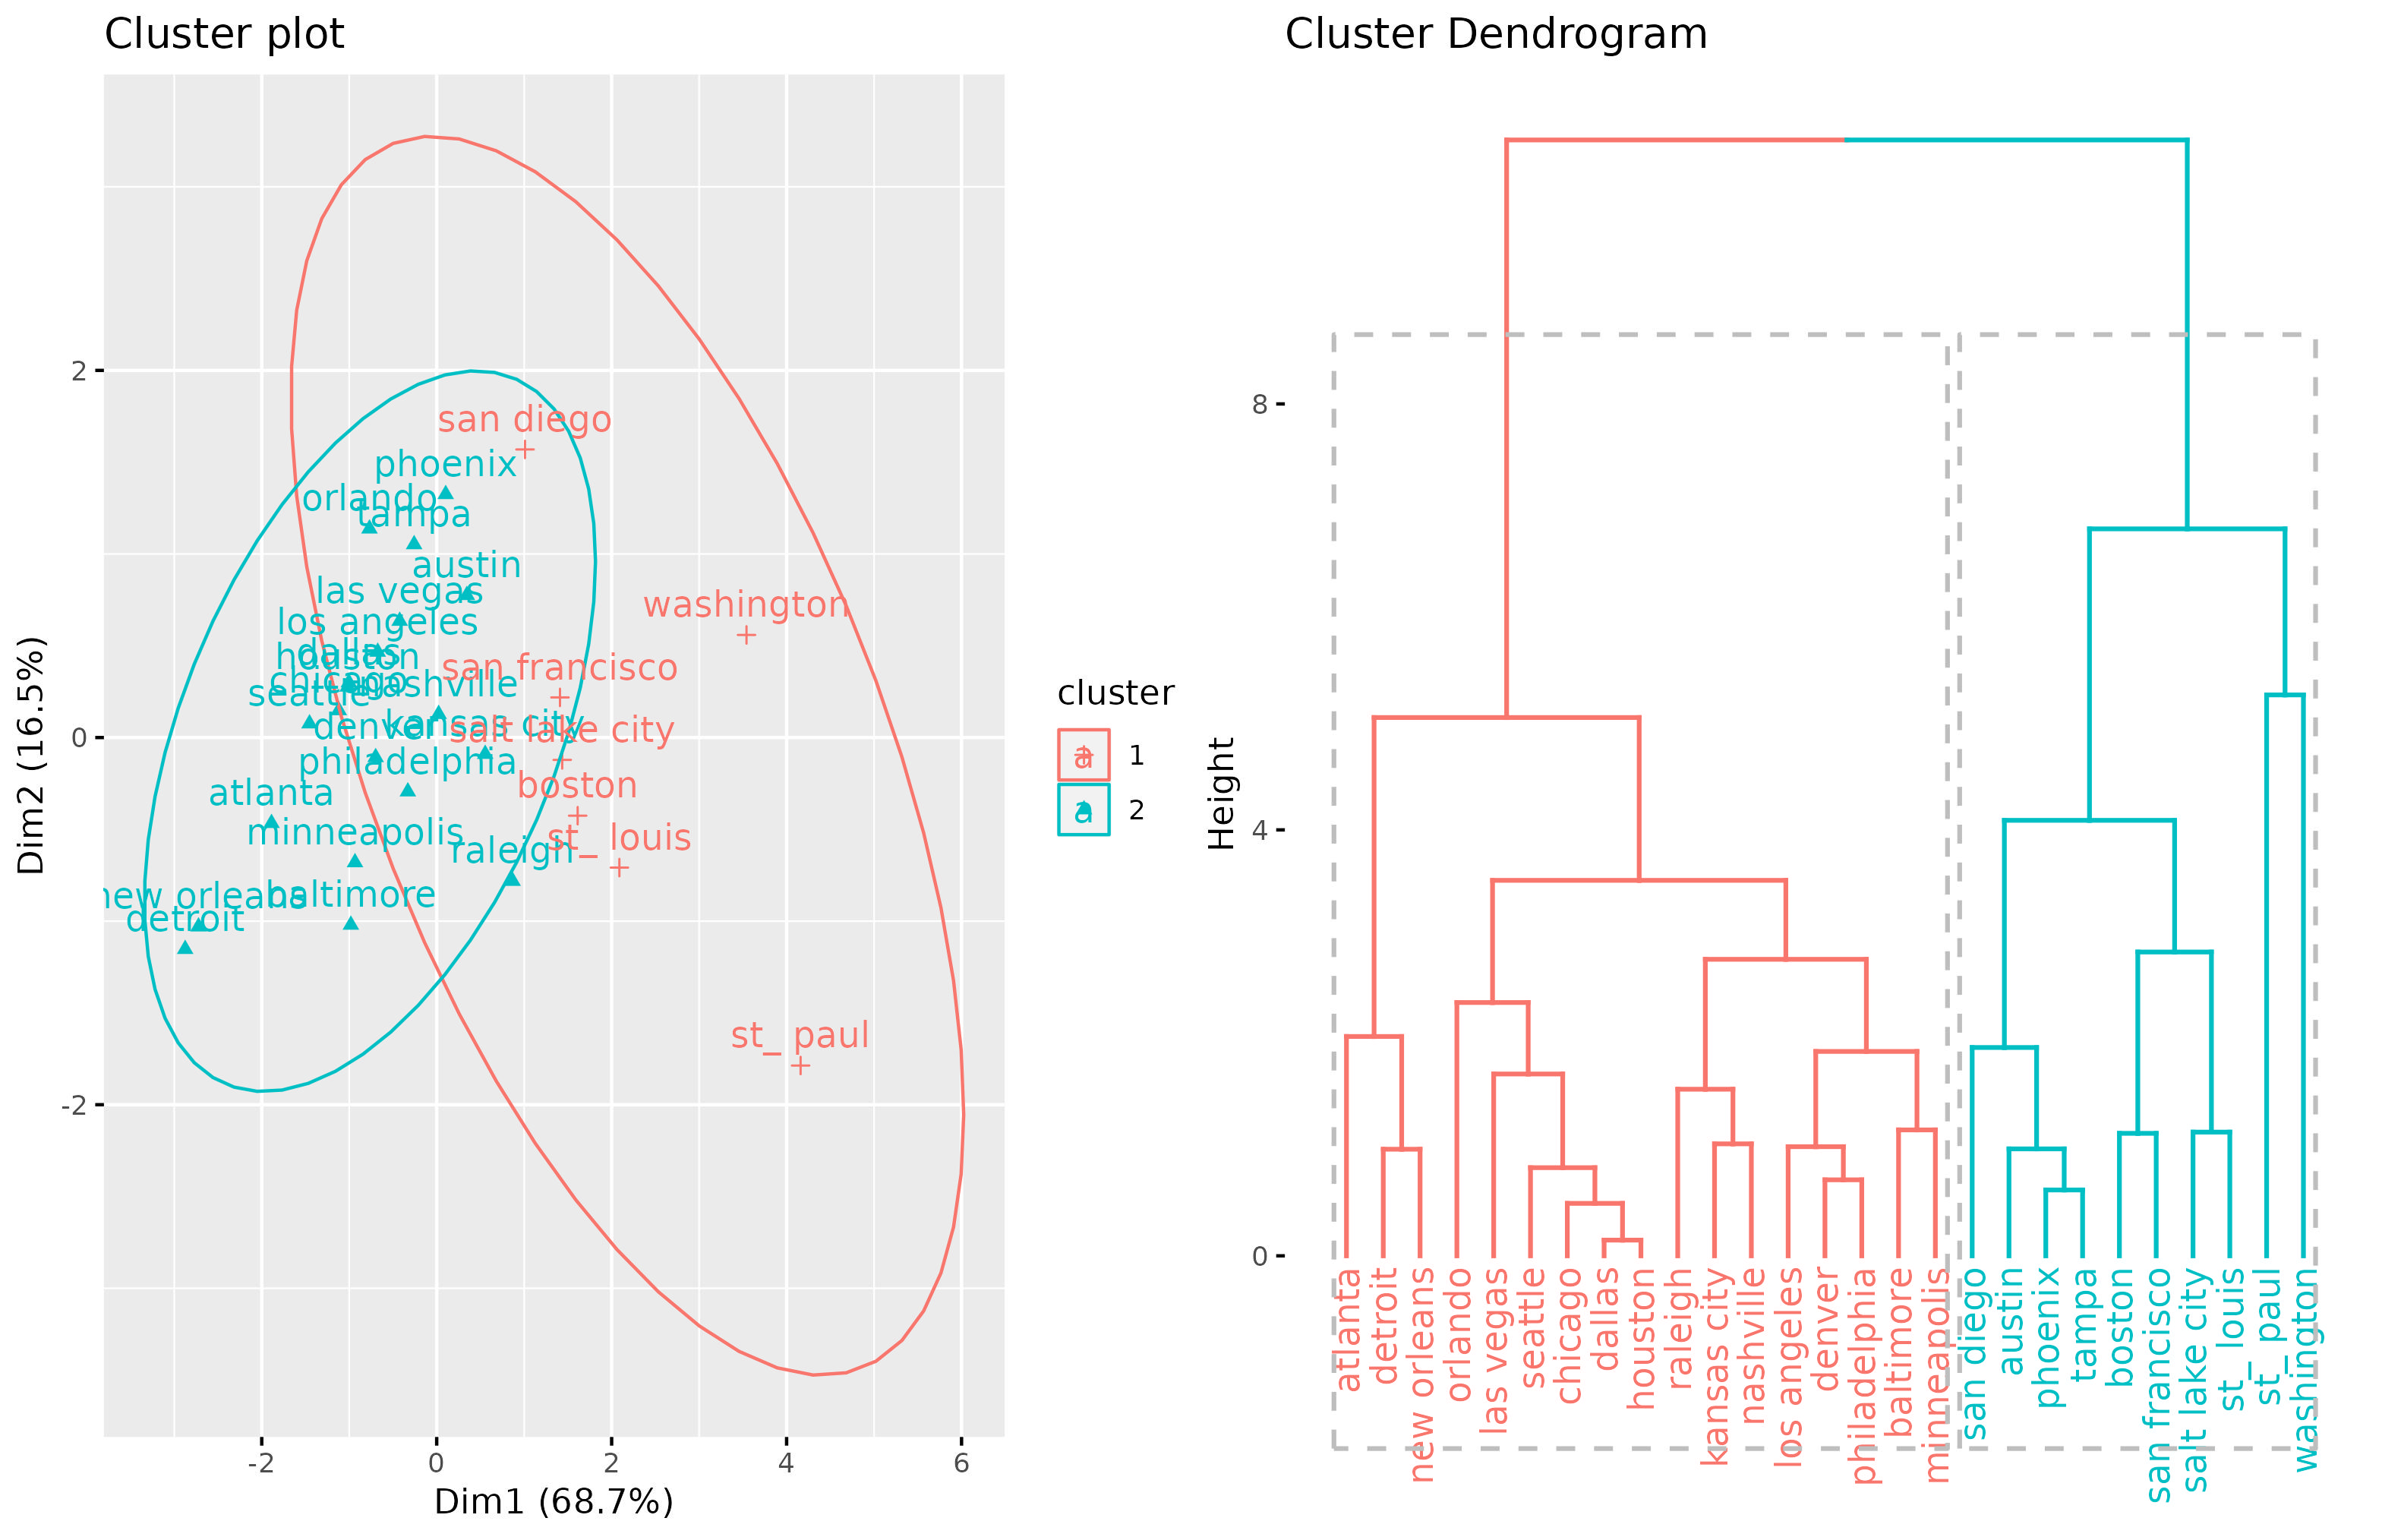 Cluster plot
san diego
phoenix
orlando
tampa
austin
las vegas
los angeles
dallas
houston
chicago
nashville
seattle
denver
kansas city
philadelphia
atlanta
minneapolis
raleigh
new orleans
baltimore
detroit
washington
san francisco
salt lake city
boston
st_ louis
st_ paul
2
0
-2
-2
0
2
4
6
Dim1 (68.7%)
Dim2 (16.5%)
cluster
a 1
a 2
Cluster Dendrogram
Height
8
4
0
atlanta
detroit
new orleans
orlando
las vegas
seattle
chicago
dallas
houston
raleigh
kansas city
nashville
los angeles
denver
philadelphia
baltimore
minneapolis
san diego
austin
phoenix
tampa
boston
san francisco
salt lake city
st_ louis
st_ paul
washington